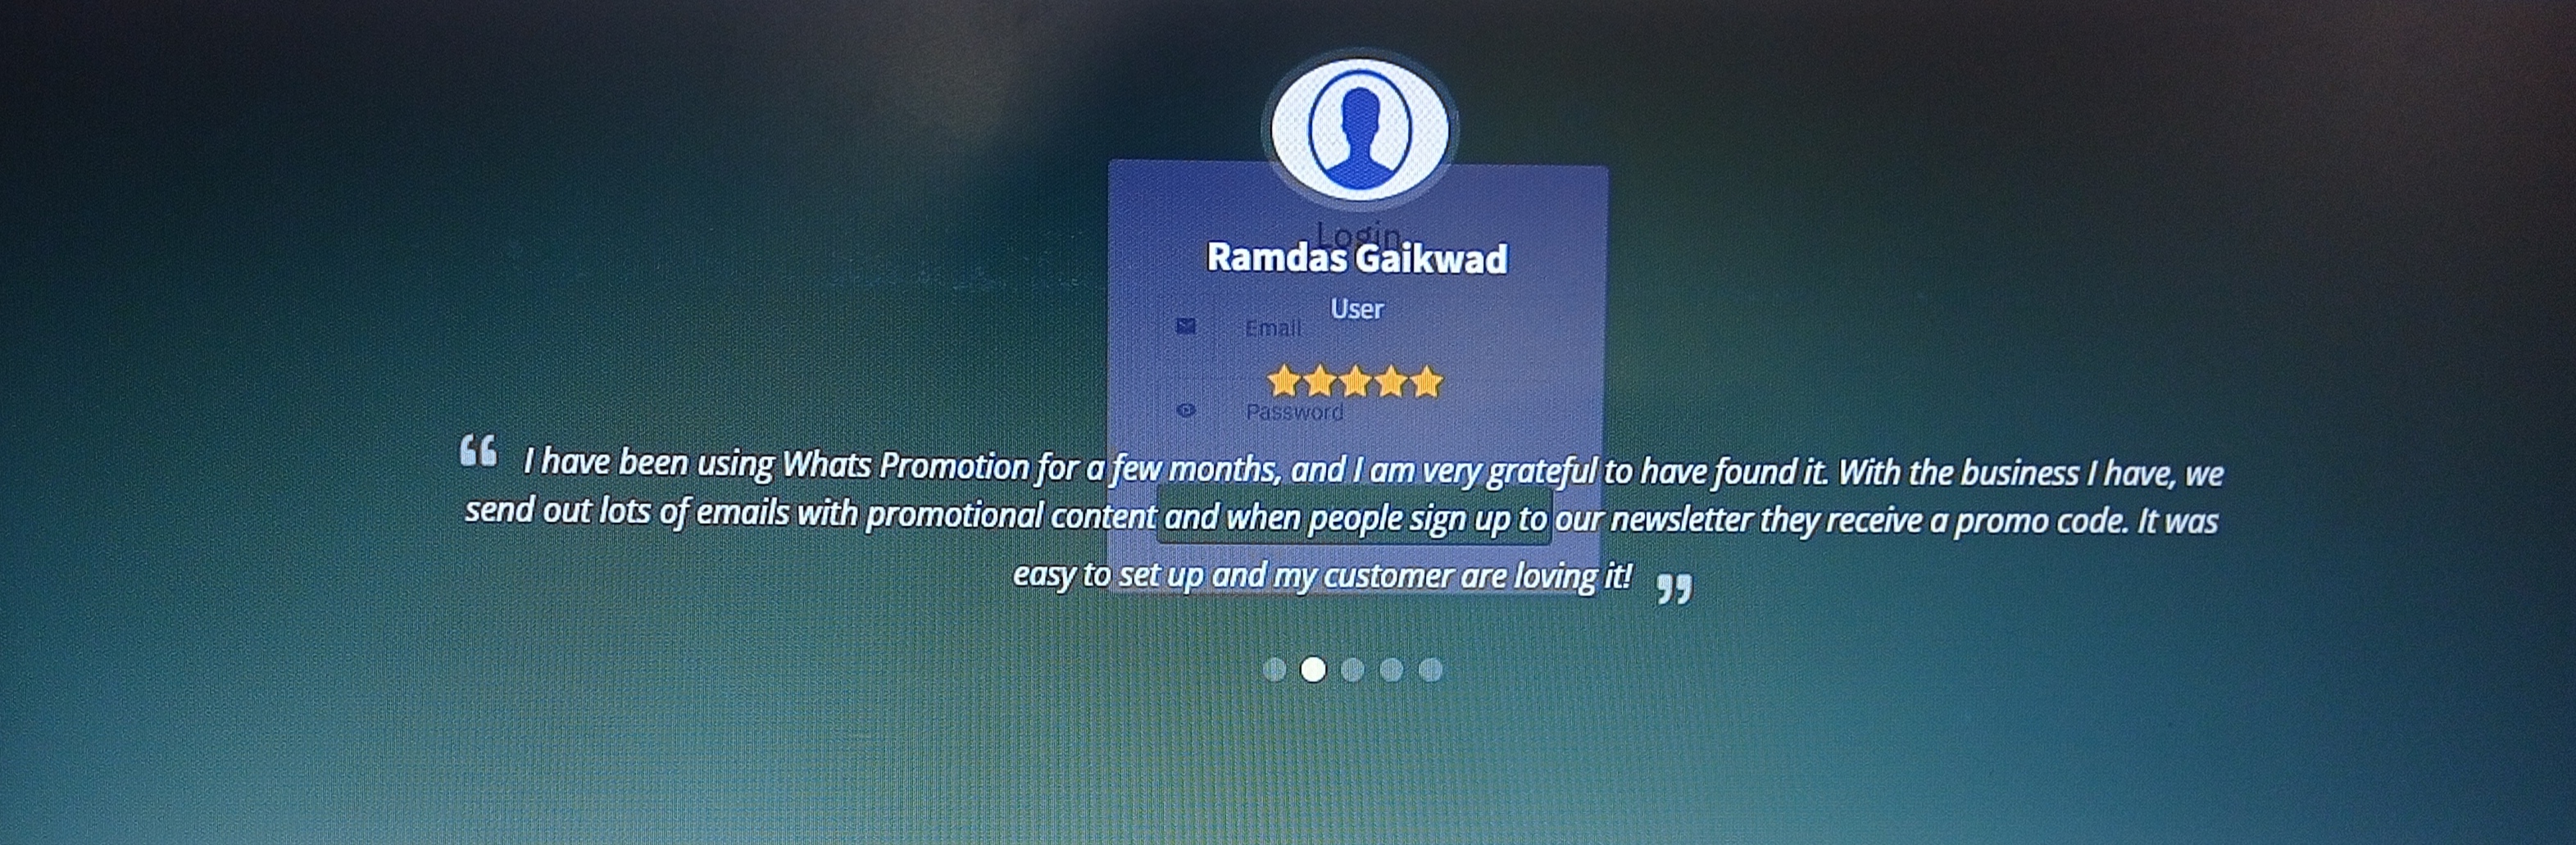 Login
Ramdas Gaikwad
User
Email
Password
“ I have been using Whats Promotion for a few months, and I am very grateful to have found it. With the business I have, we
send out lots of emails with promotional content and when people sign up to our newsletter they receive a promo code. It was
easy to set up and my customer are loving it! ”